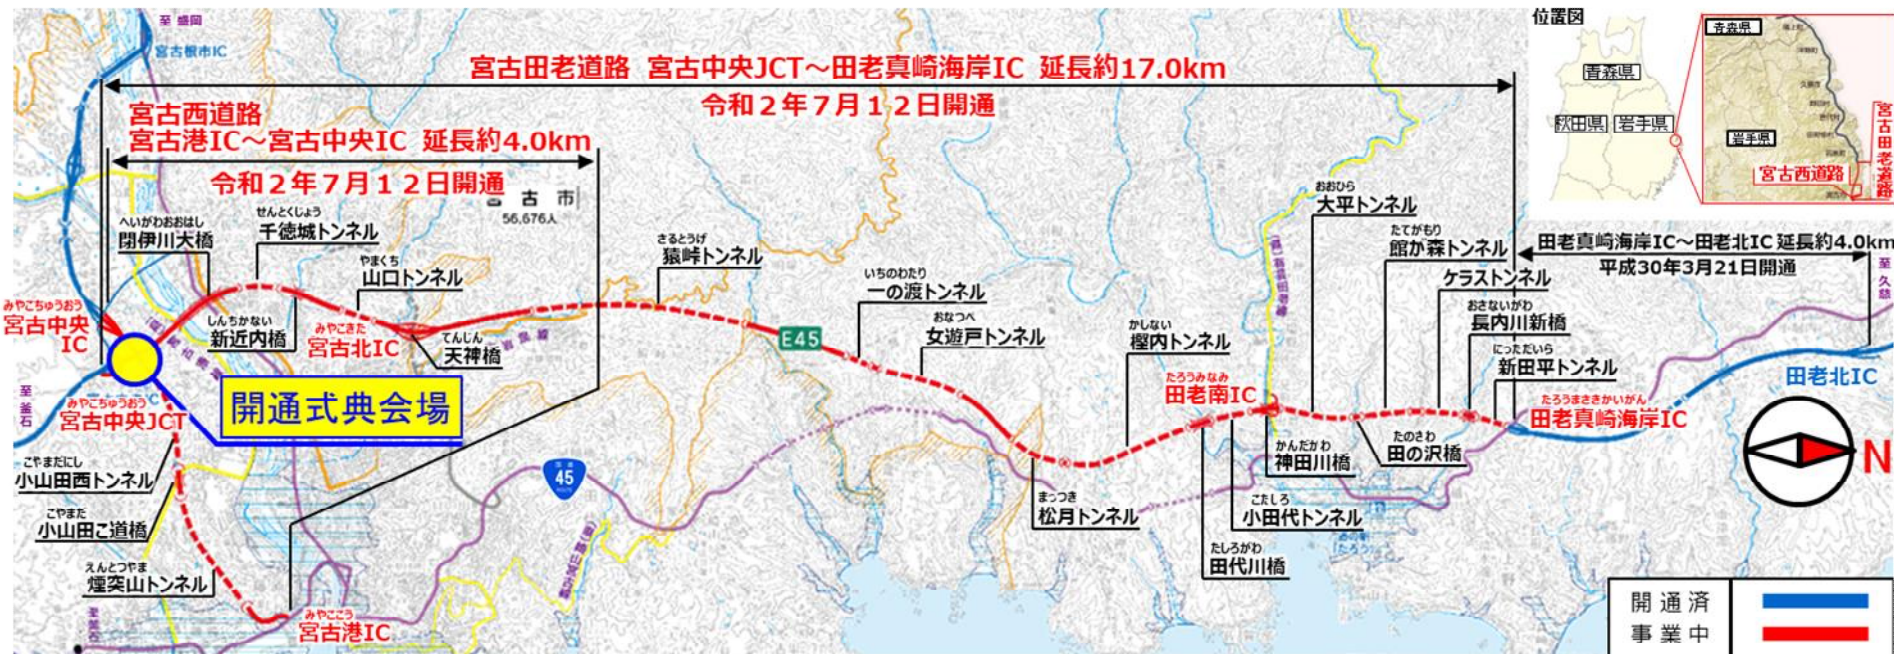 至 盛岡
宮古根市IC
宮古田老道路 宮古中央JCT～田老真崎海岸IC 延長約17.0km
令和２年７月１２日開通
宮古西道路
宮古港IC～宮古中央IC 延長約4.0km
令和２年７月１２日開通
古 市
56,676人
へいがわおおはし
閉伊川大橋
せんとくじょう
千徳城トンネル
やまくち
山口トンネル
さるとうげ
猿峠トンネル
いちのわたり
一の渡トンネル
おなつべ
女遊戸トンネル
かしない
樫内トンネル
おおひら
大平トンネル
たてがもり
館が森トンネル
ケラストンネル
おさないがわ
長内川新橋
にっただいら
新田平トンネル
田老真崎海岸IC～田老北IC 延長約4.0km
平成30年3月21日開通
至 久慈
みやこちゅうおう
宮古中央
IC
しんちかない
新近内橋
みやこきた
宮古北IC
てんじん
天神橋
E45
たろうみなみ
田老南IC
たろうまさきかいがん
田老真崎海岸IC
田老北IC
至 釜石
みやこちゅうおう
宮古中央JCT
開通式典会場
こやまだにし
小山田西トンネル
こやまだ
小山田こ道橋
えんとつやま
煙突山トンネル
みやここう
宮古港IC
国道
45
ROUTE
まっつき
松月トンネル
たしろがわ
田代川橋
こたしろ
小田代トンネル
かんだがわ
神田川橋
たのさわ
田の沢橋
N
位置図
青森県
秋田県
岩手県
青森県
岩手県
宮古西道路
宮古田老道路
開通済
事業中